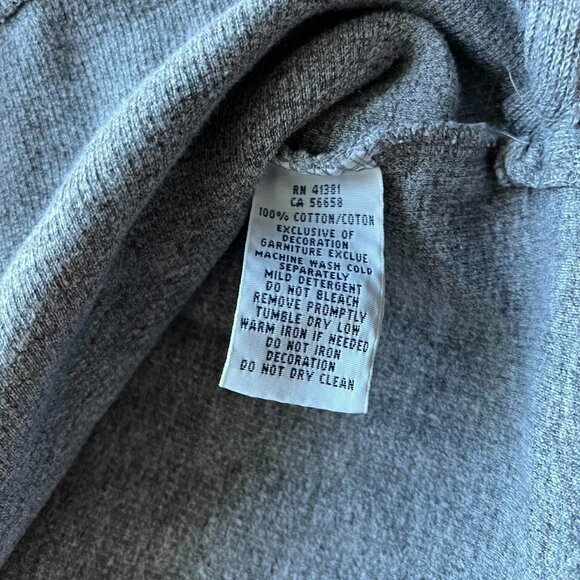 RN 41381
CA 56658
100% COTTON/COTON
EXCLUSIVE OF
DECORATION
GARNITURE EXCLUE
MACHINE WASH COLD
SEPARATELY
MILD DETERGENT
DO NOT BLEACH
REMOVE PROMPTLY
TUMBLE DRY LOW
WARM IRON IF NEEDED
DO NOT IRON
DECORATION
DO NOT DRY CLEAN